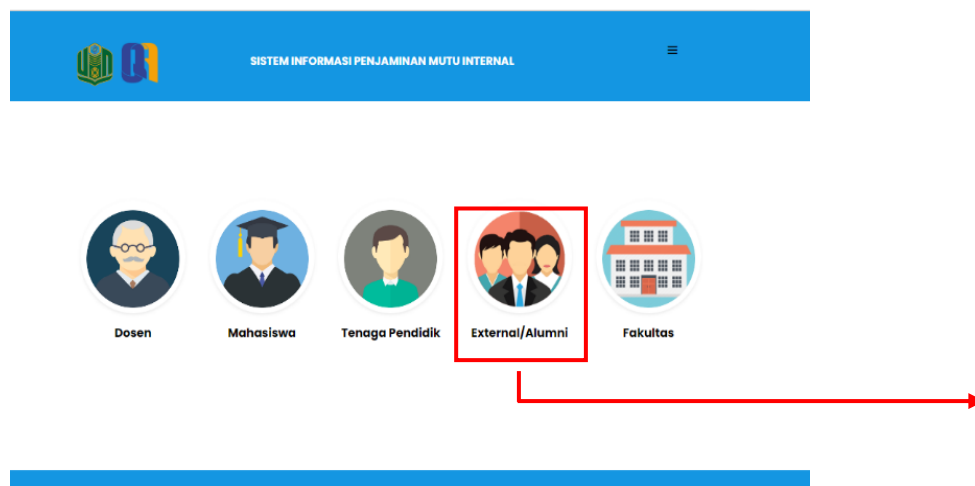 SISTEM INFORMASI PENJAMINAN MUTU INTERNAL
Dosen
Mahasiswa
Tenaga Pendidik
External/Alumni
Fakultas